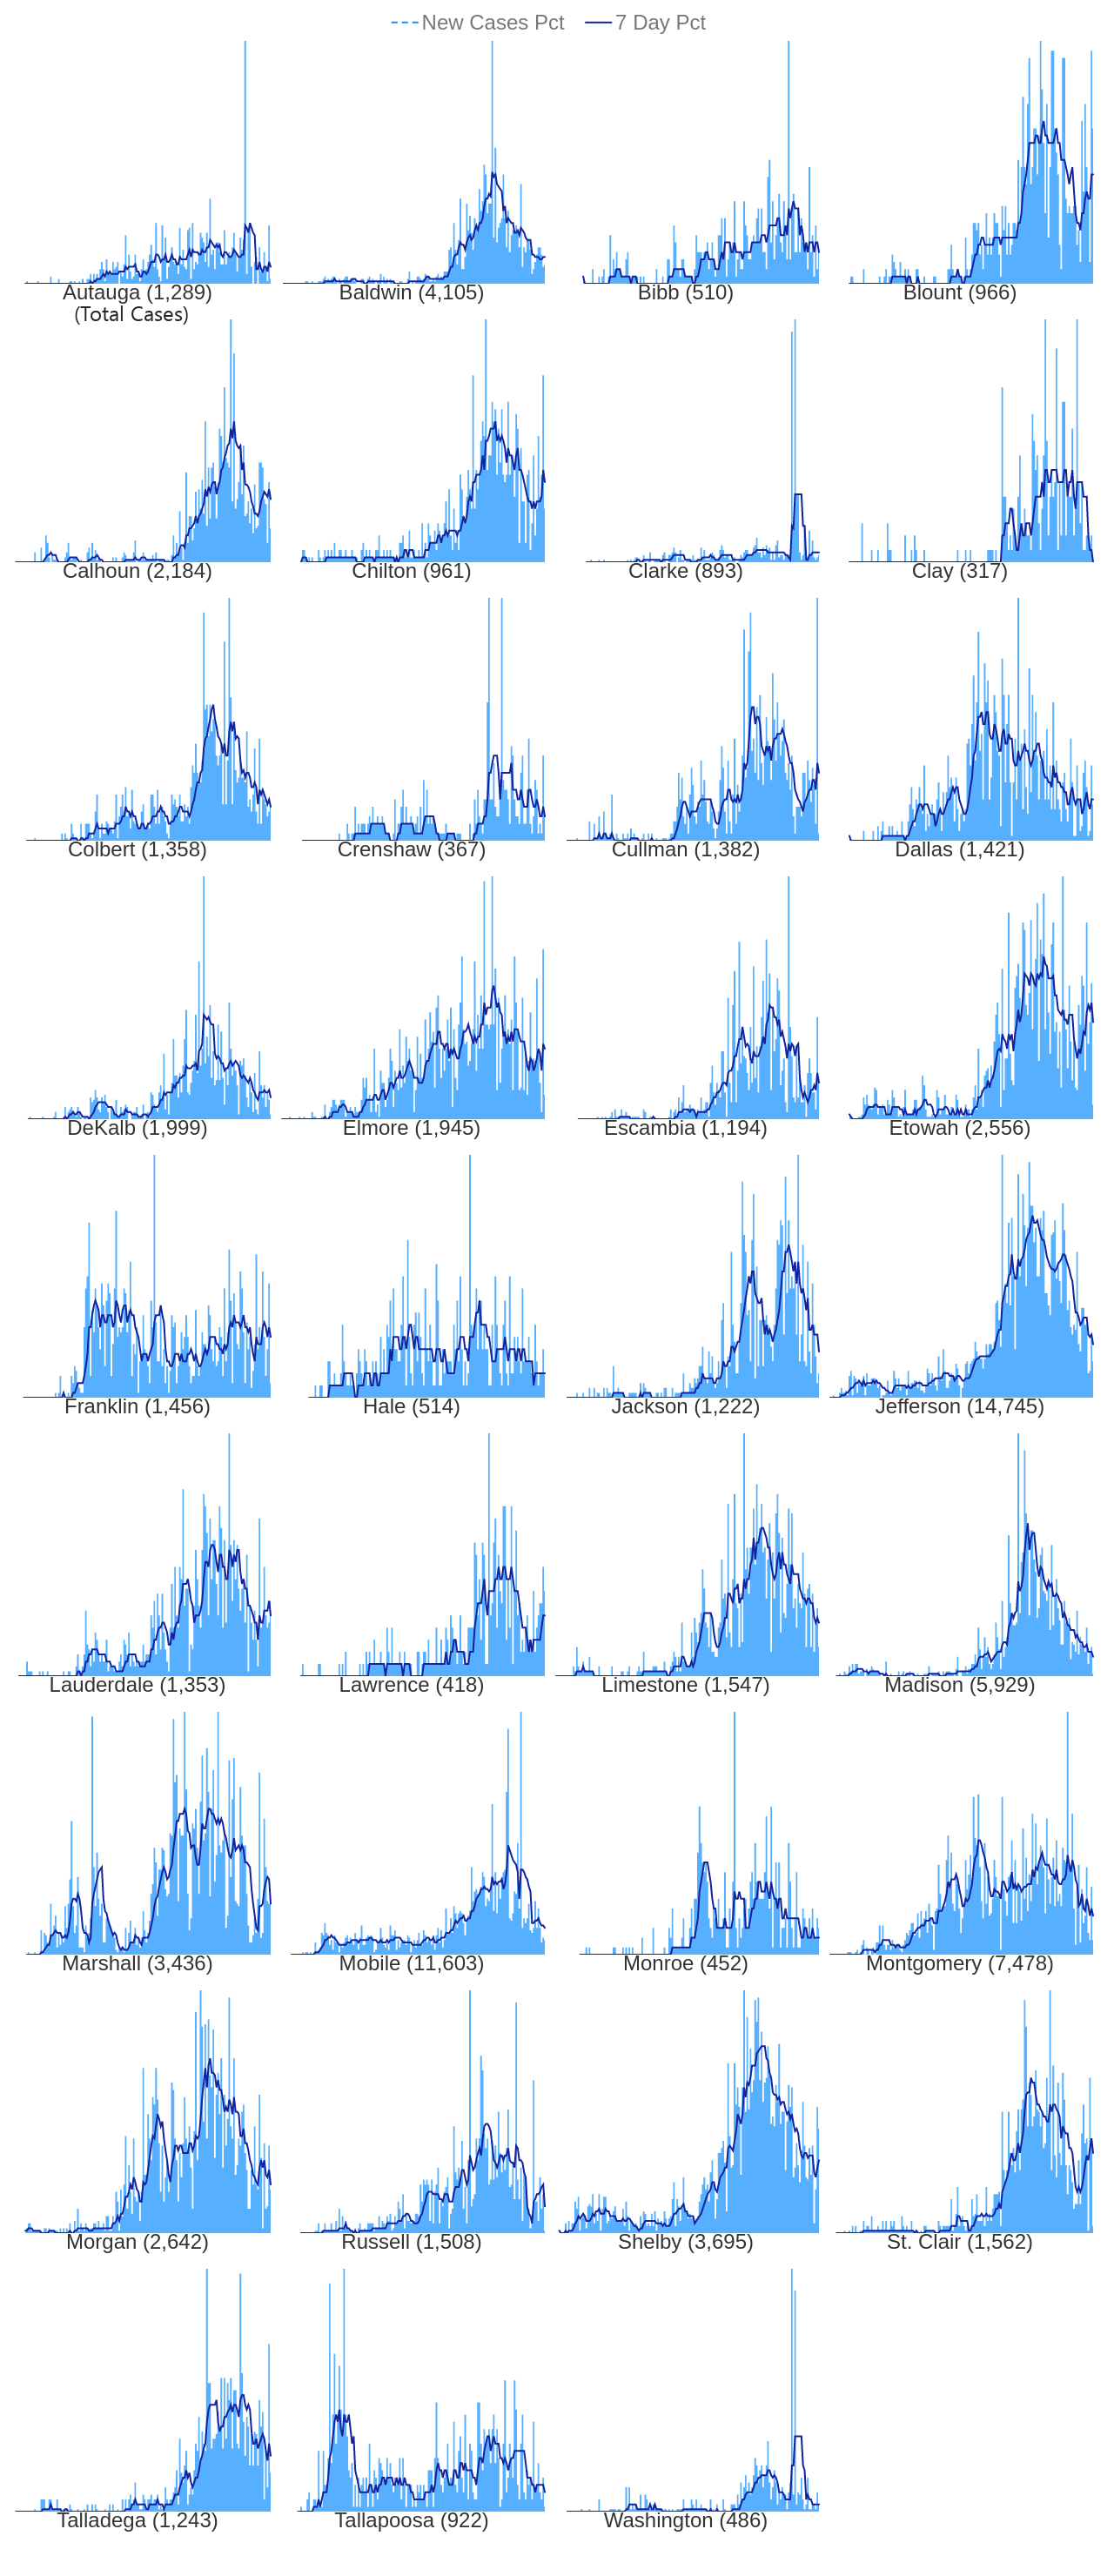 New Cases Pct 7 Day Pct
Autauga (1,289) Baldwin (4,105) Bibb (510) Blount (966)
(Total Cases)
Calhoun (2,184) Chilton (961) Clarke (893) Clay (317)
Colbert (1,358) Crenshaw (367) Cullman (1,382) Dallas (1,421)
DeKalb (1,999) Elmore (1,945) Escambia (1,194) Etowah (2,556)
Franklin (1,456) Hale (514) Jackson (1,222) Jefferson (14,745)
Lauderdale (1,353) Lawrence (418) Limestone (1,547) Madison (5,929)
Marshall (3,436) Mobile (11,603) Monroe (452) Montgomery (7,478)
Morgan (2,642) Russell (1,508) Shelby (3,695) St. Clair (1,562)
Talladega (1,243) Tallapoosa (922) Washington (486)